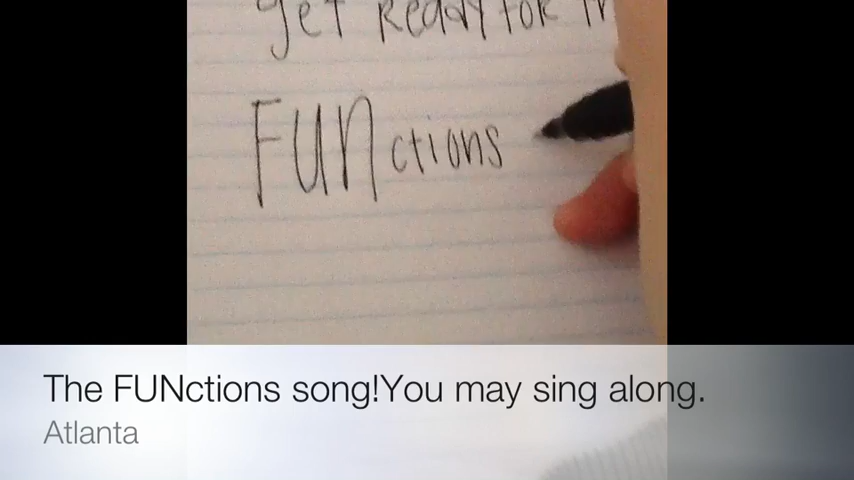 get Ready for
FUNctions
The FUNctions song!You may sing along.
Atlanta